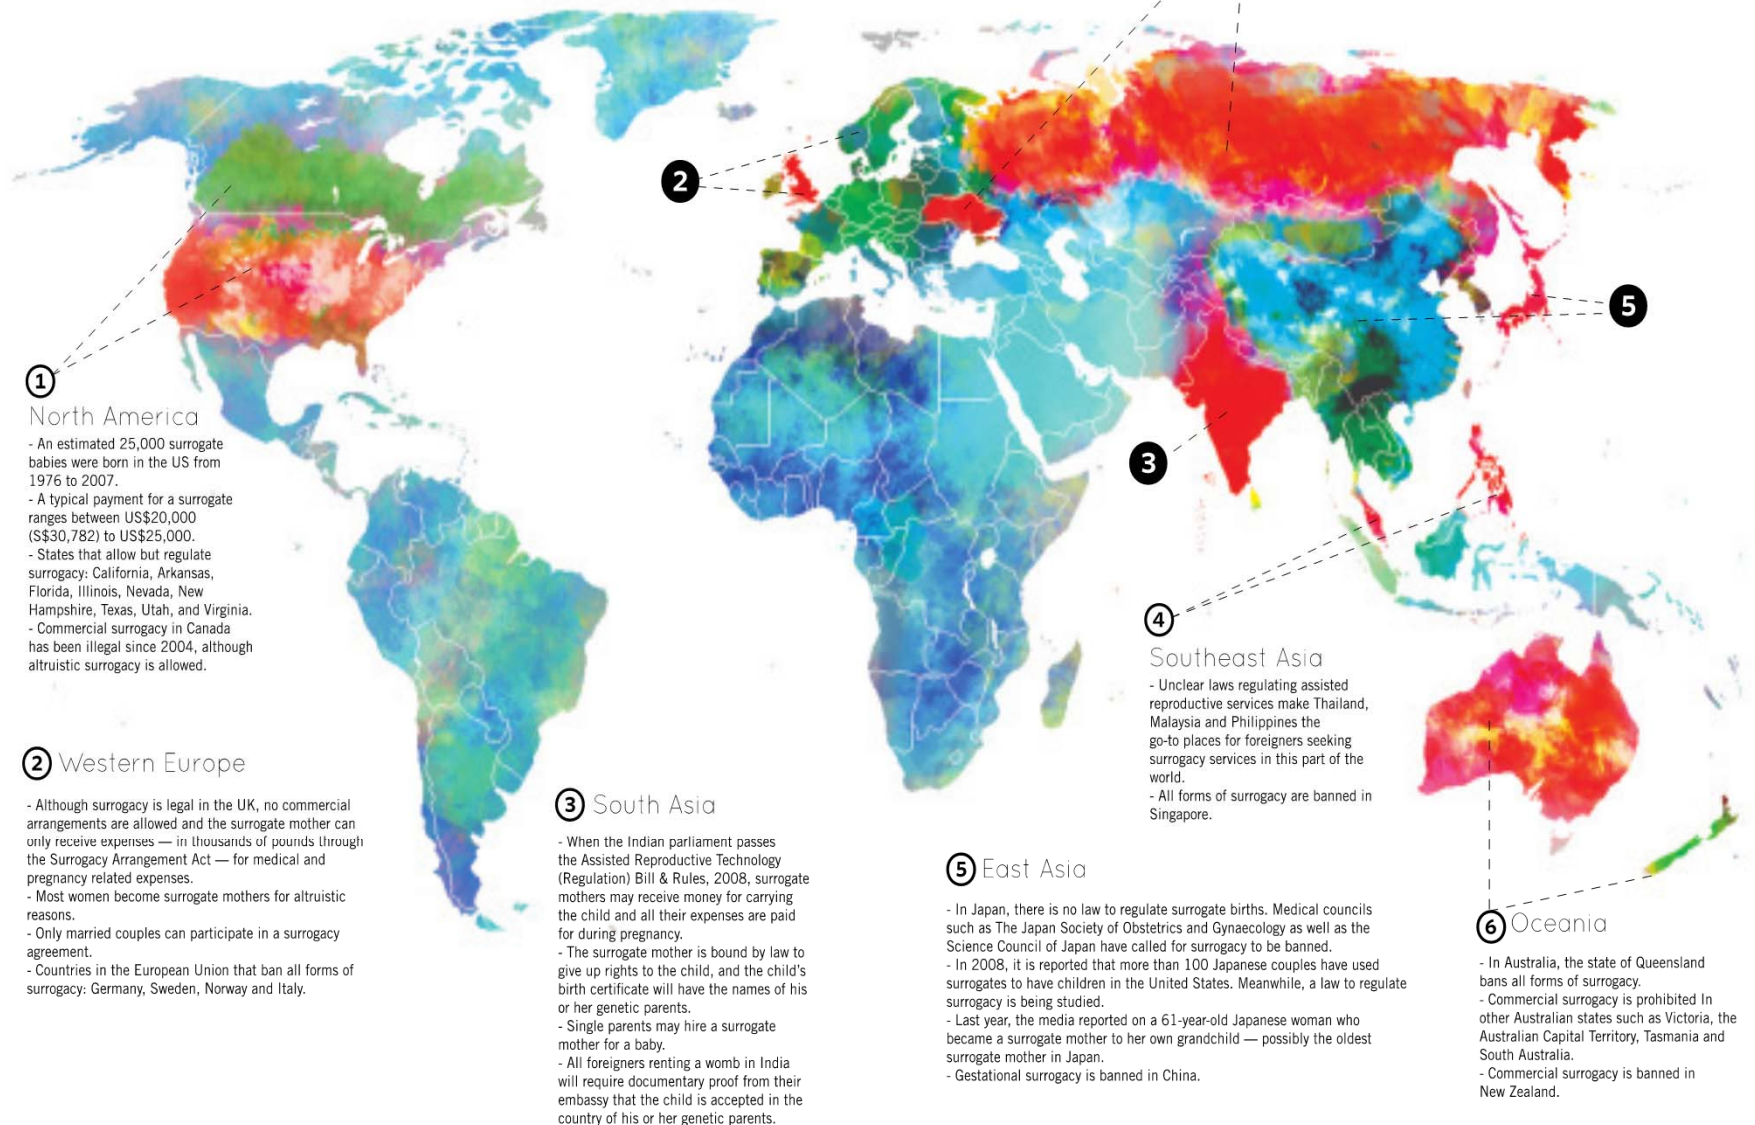 1
North America
- An estimated 25,000 surrogate
babies were born in the US from
1976 to 2007.
- A typical payment for a surrogate
ranges between US$20,000
(S$30,782) to US$25,000.
- States that allow but regulate
surrogacy: California, Arkansas,
Florida, Illinois, Nevada, New
Hampshire, Texas, Utah, and Virginia.
- Commercial surrogacy in Canada
has been illegal since 2004, although
altruistic surrogacy is allowed.
2
3
5
2 Western Europe
- Although surrogacy is legal in the UK, no commercial
arrangements are allowed and the surrogate mother can
only receive expenses — in thousands of pounds through
the Surrogacy Arrangement Act — for medical and
pregnancy related expenses.
- Most women become surrogate mothers for altruistic
reasons.
- Only married couples can participate in a surrogacy
agreement.
- Countries in the European Union that ban all forms of
surrogacy: Germany, Sweden, Norway and Italy.
3 South Asia
- When the Indian parliament passes
the Assisted Reproductive Technology
(Regulation) Bill & Rules, 2008, surrogate
mothers may receive money for carrying
the child and all their expenses are paid
for during pregnancy.
- The surrogate mother is bound by law to
give up rights to the child, and the child's
birth certificate will have the names of his
or her genetic parents.
- Single parents may hire a surrogate
mother for a baby.
- All foreigners renting a womb in India
will require documentary proof from their
embassy that the child is accepted in the
country of his or her genetic parents.
4
Southeast Asia
- Unclear laws regulating assisted
reproductive services make Thailand,
Malaysia and Philippines the
go-to places for foreigners seeking
surrogacy services in this part of the
world.
- All forms of surrogacy are banned in
Singapore.
5 East Asia
- In Japan, there is no law to regulate surrogate births. Medical councils
such as The Japan Society of Obstetrics and Gynaecology as well as the
Science Council of Japan have called for surrogacy to be banned.
- In 2008, it is reported that more than 100 Japanese couples have used
surrogates to have children in the United States. Meanwhile, a law to regulate
surrogacy is being studied.
- Last year, the media reported on a 61-year-old Japanese woman who
became a surrogate mother to her own grandchild — possibly the oldest
surrogate mother in Japan.
- Gestational surrogacy is banned in China.
6 Oceania
- In Australia, the state of Queensland
bans all forms of surrogacy.
- Commercial surrogacy is prohibited In
other Australian states such as Victoria, the
Australian Capital Territory, Tasmania and
South Australia.
- Commercial surrogacy is banned in
New Zealand.